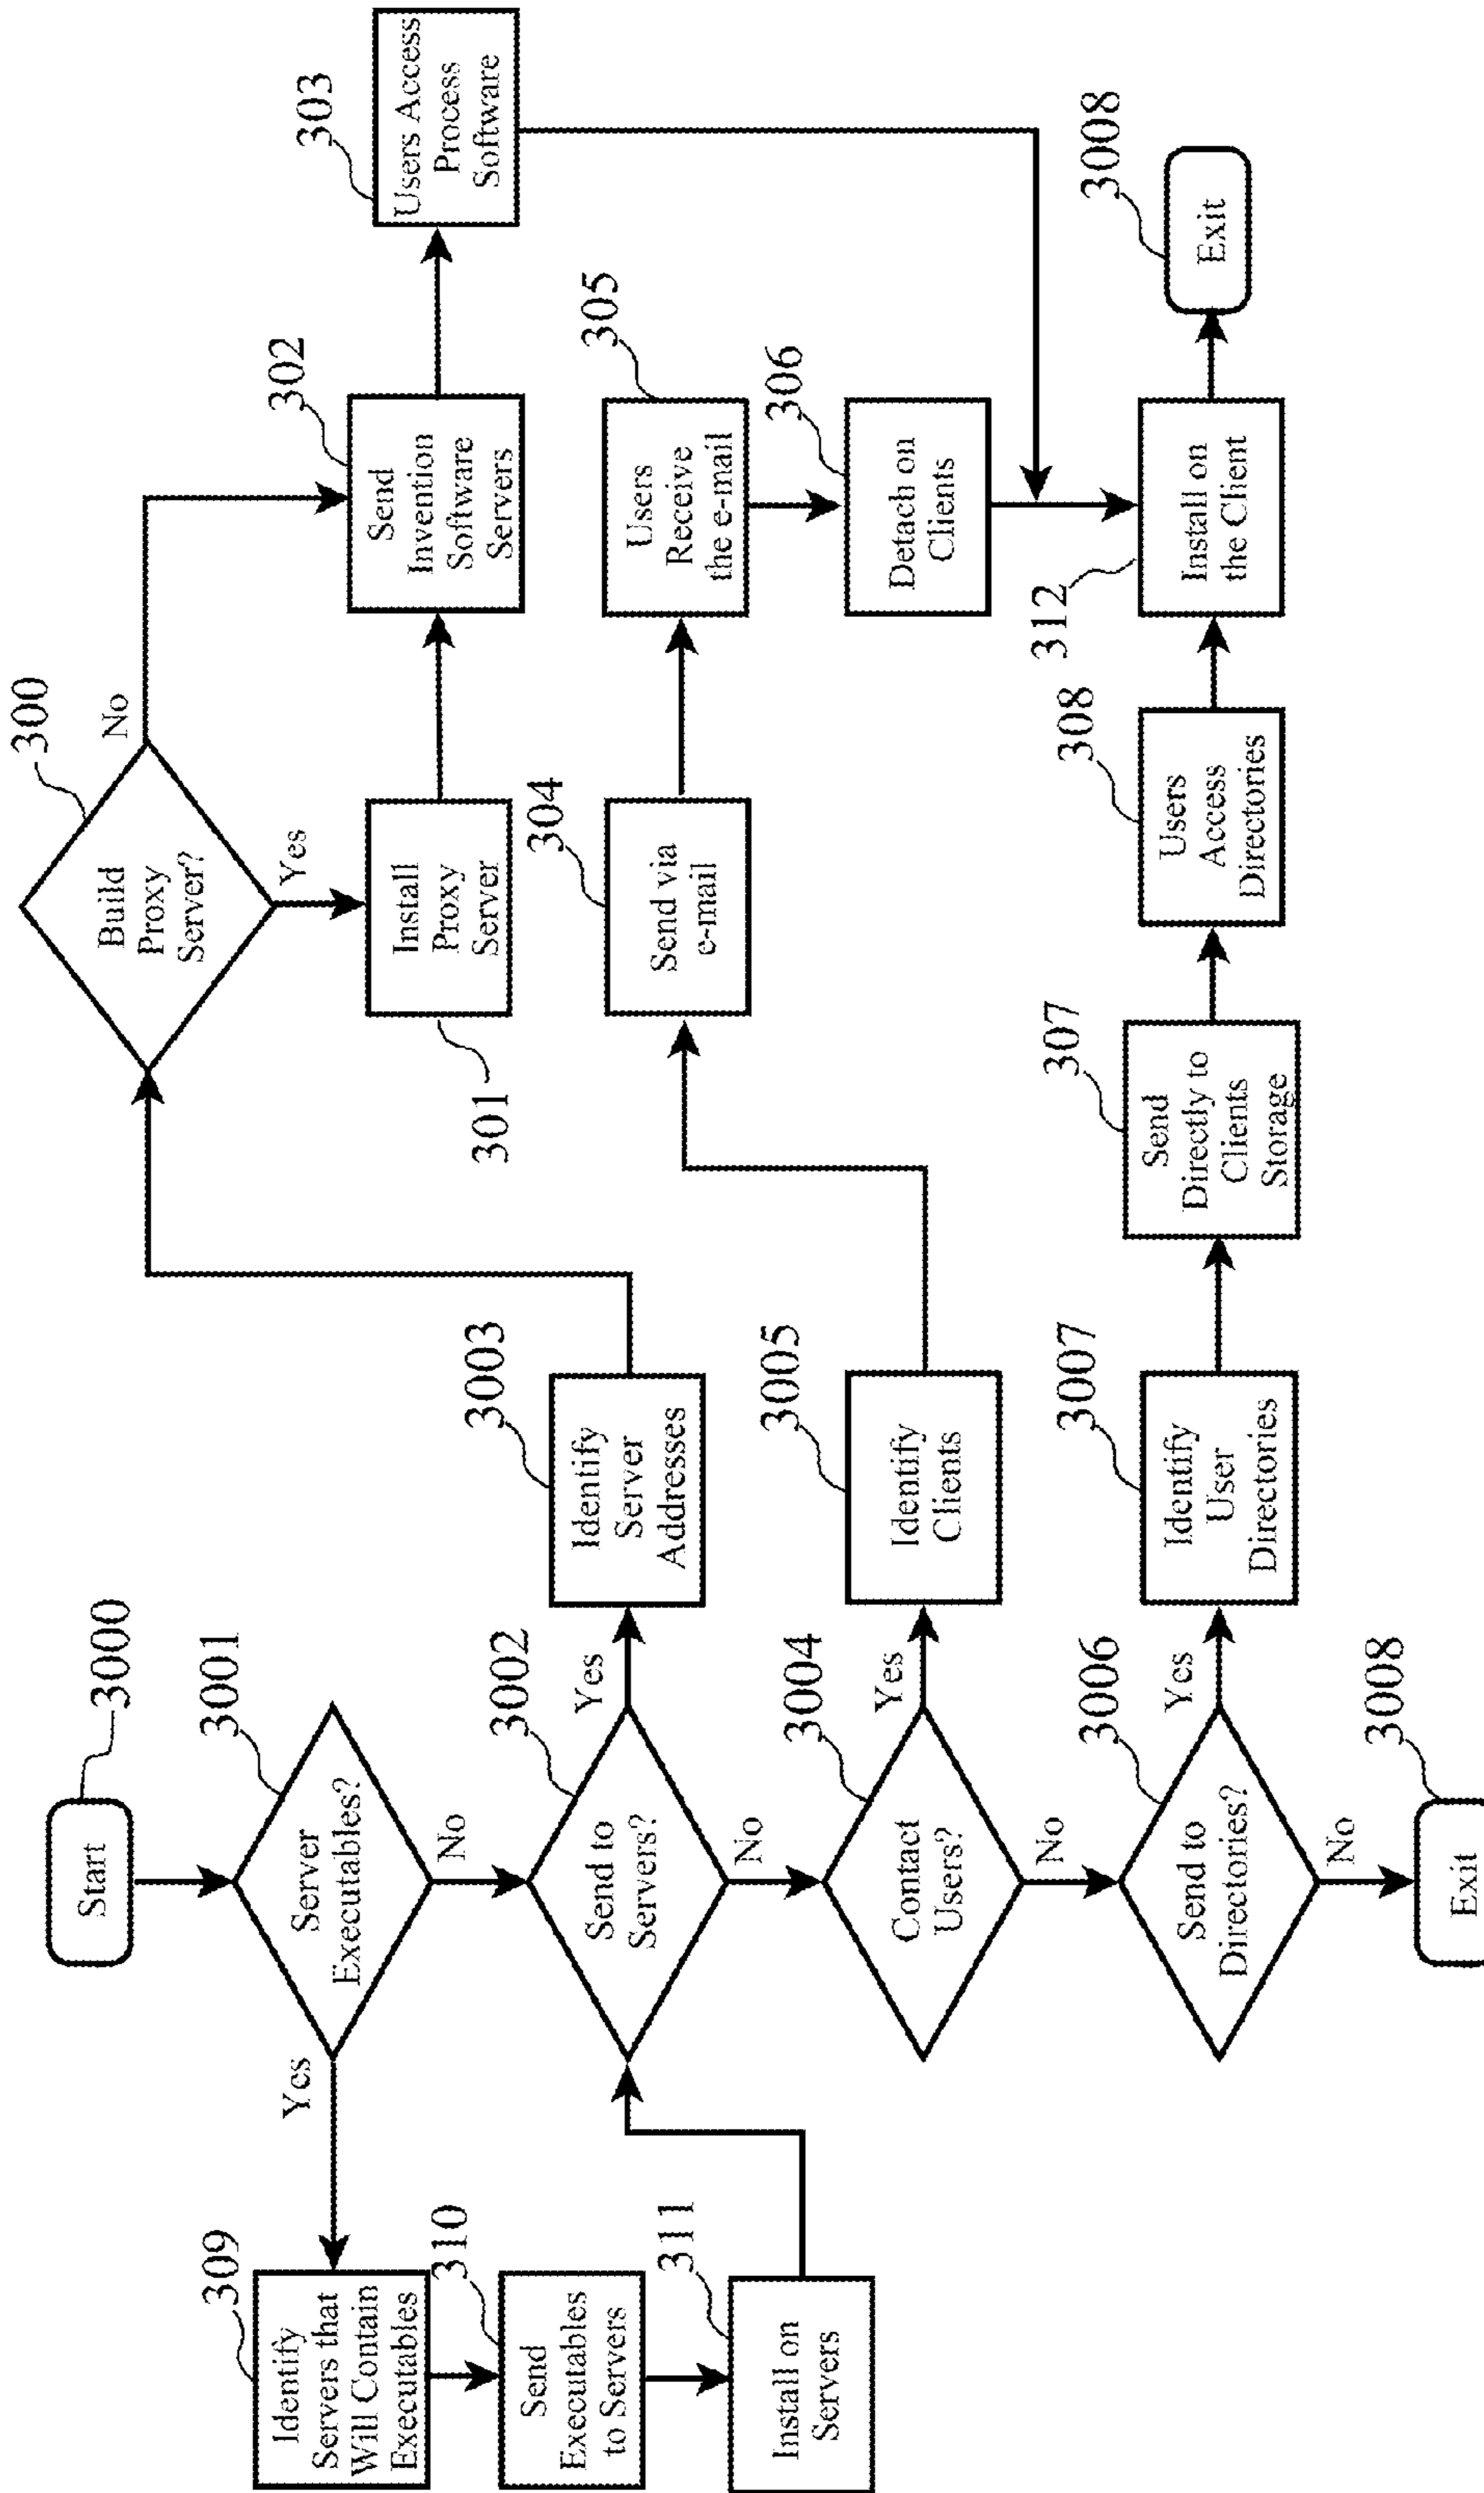 Start
3000
Server
Executables?
3001
Yes
No
309
Identify
Servers that
Will Contain
Executables
310
Send
Executables
to Servers
311
Install on
Servers
Send to
Servers?
3002
Yes
No
Identify
Server
Addresses
3003
Build
Proxy
Server?
300
No
Yes
Install
Proxy
Server
301
Send
Invention
Software
Servers
302
Users Access
Process
Software
303
Contact
Users?
3004
Yes
No
Identify
Clients
3005
Send via
e-mail
304
Users
Receive
the e-mail
305
Detach on
Clients
306
Send to
Directories?
3006
Yes
No
Identify
User
Directories
3007
Send
Directly to
Clients
Storage
307
Users
Access
Directories
308
Install on
the Client
312
Exit
3008
Exit
3008